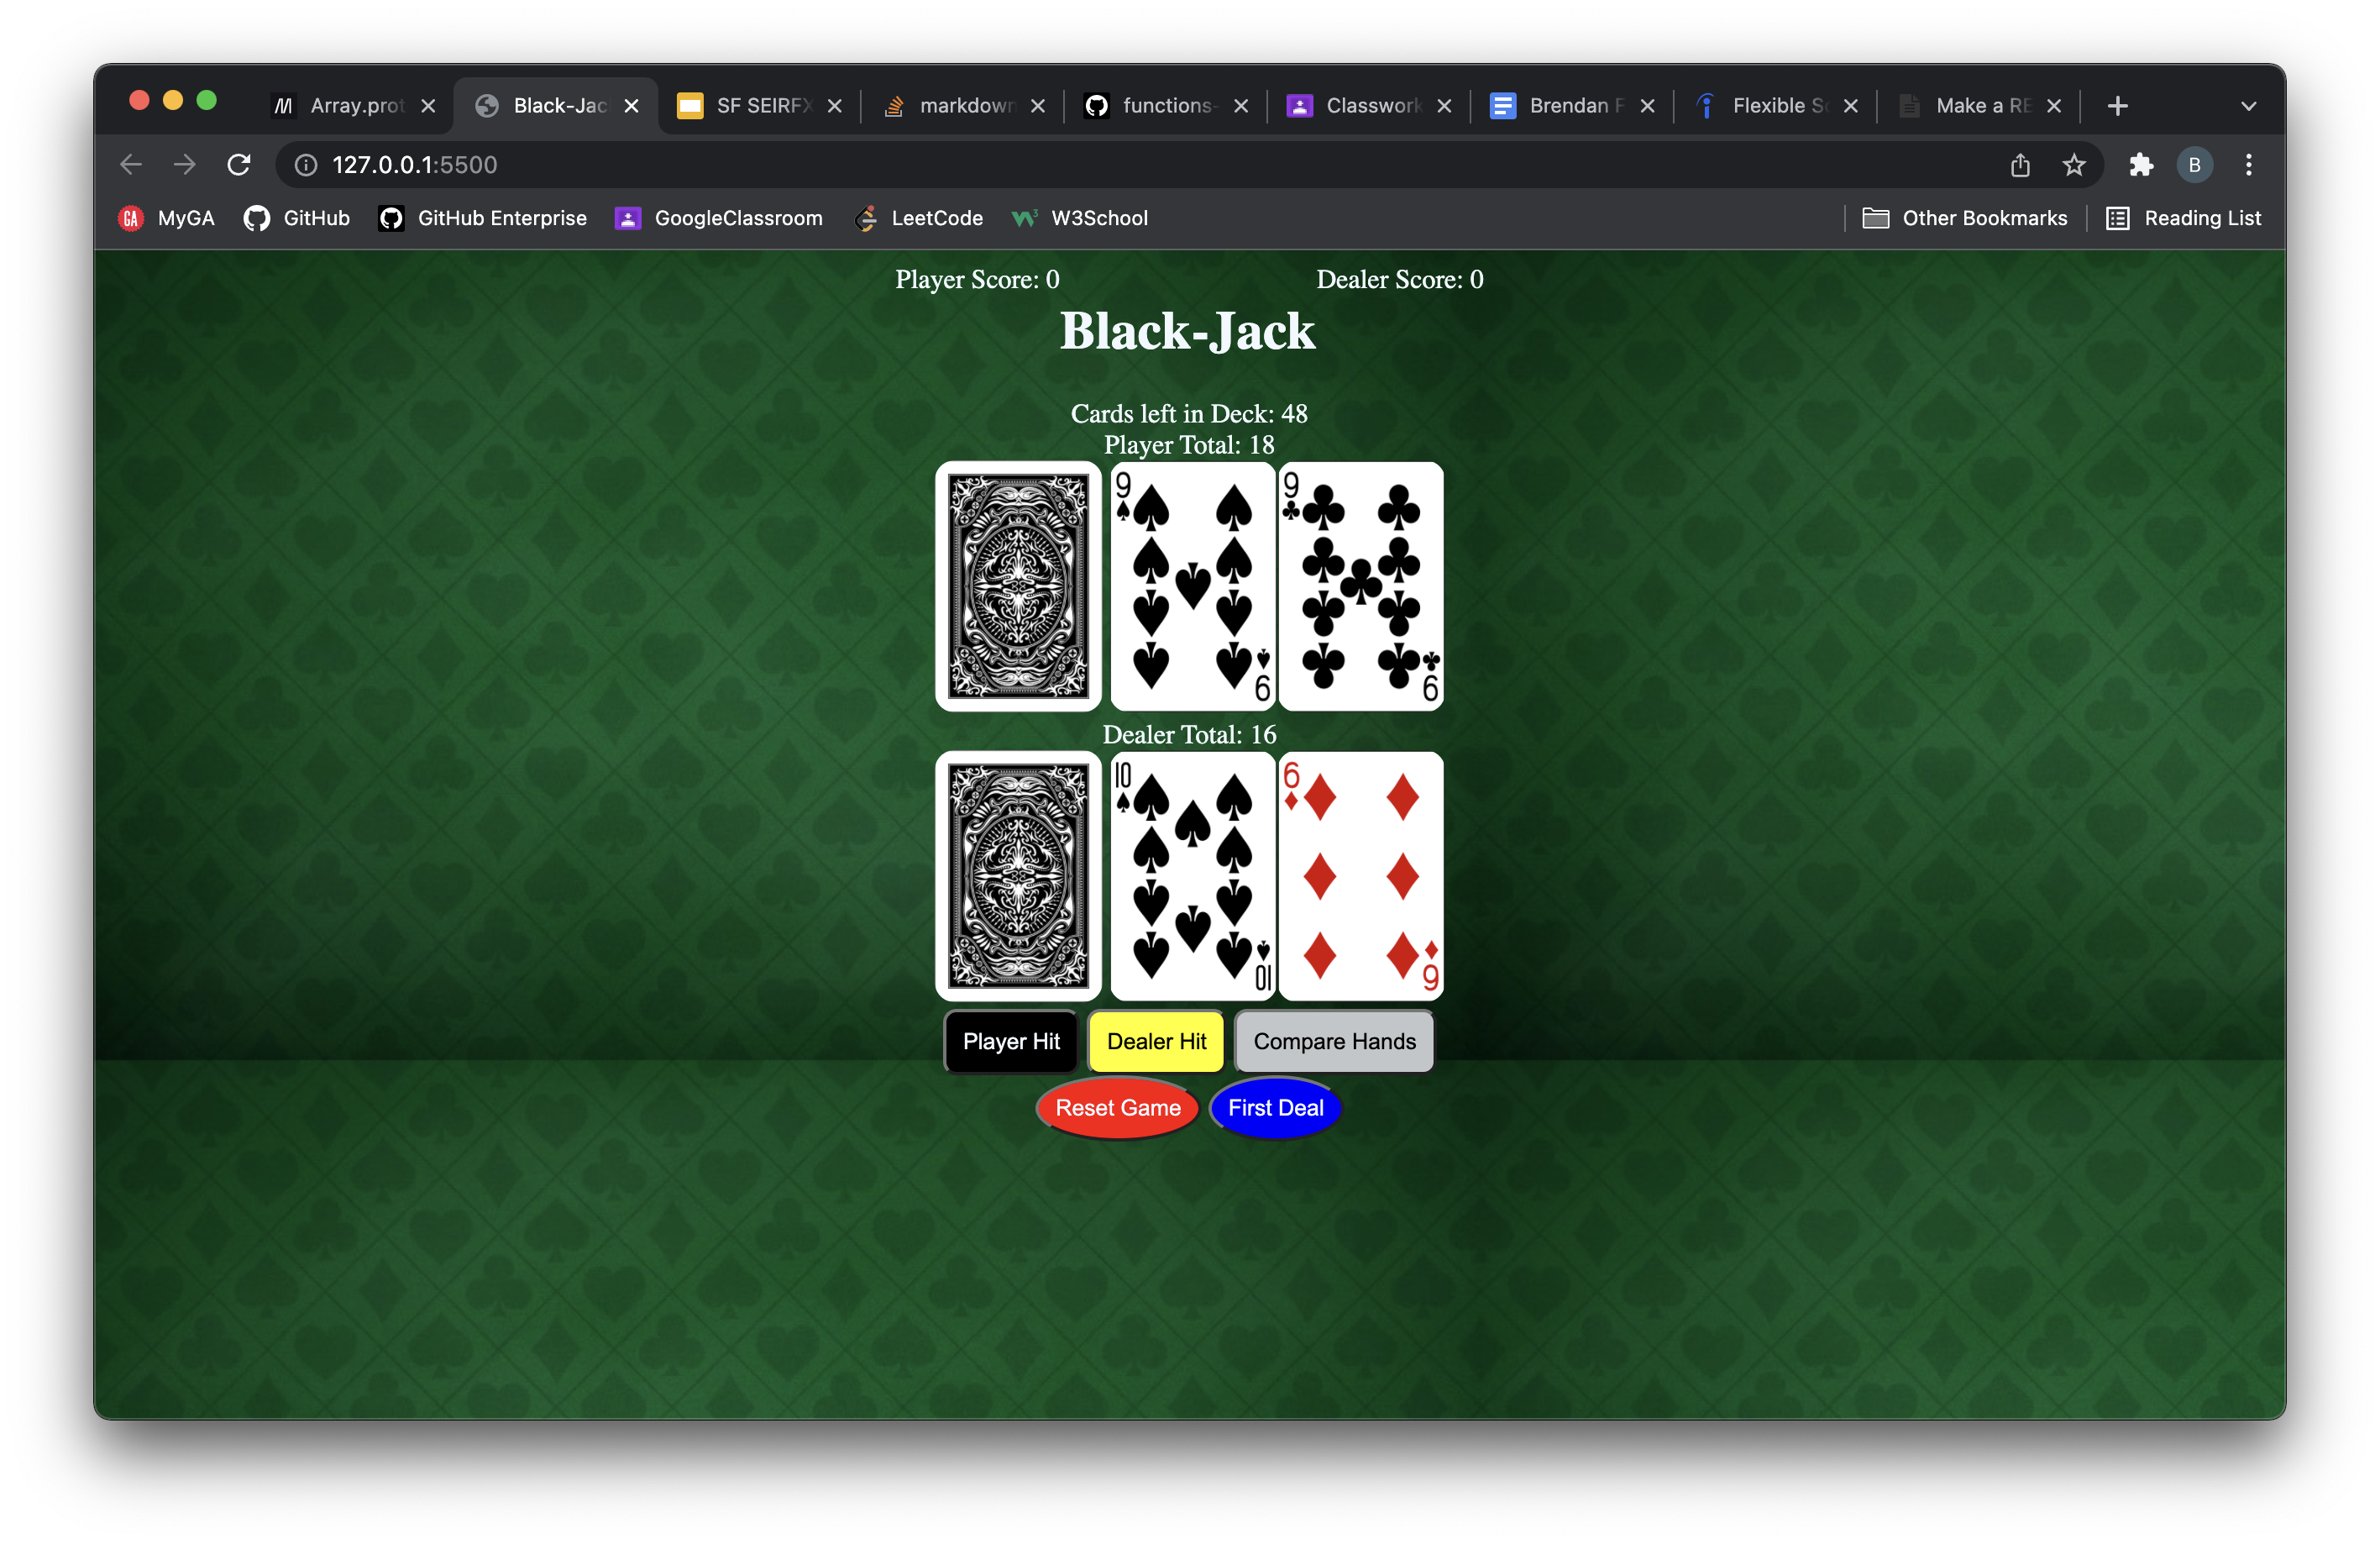 Array.prot
Black-Jac
SF SEIRFX
markdown
functions-
Classwork
Brendan F
Flexible Sc
Make a RE
127.0.0.1:5500
B
GA MyGA
GitHub
GitHub Enterprise
GoogleClassroom
LeetCode
W3School
Other Bookmarks
Reading List
Player Score: 0
Dealer Score: 0
Black-Jack
Cards left in Deck: 48
Player Total: 18
9
9
9
9
Dealer Total: 16
10
6
10
6
Player Hit
Dealer Hit
Compare Hands
Reset Game
First Deal